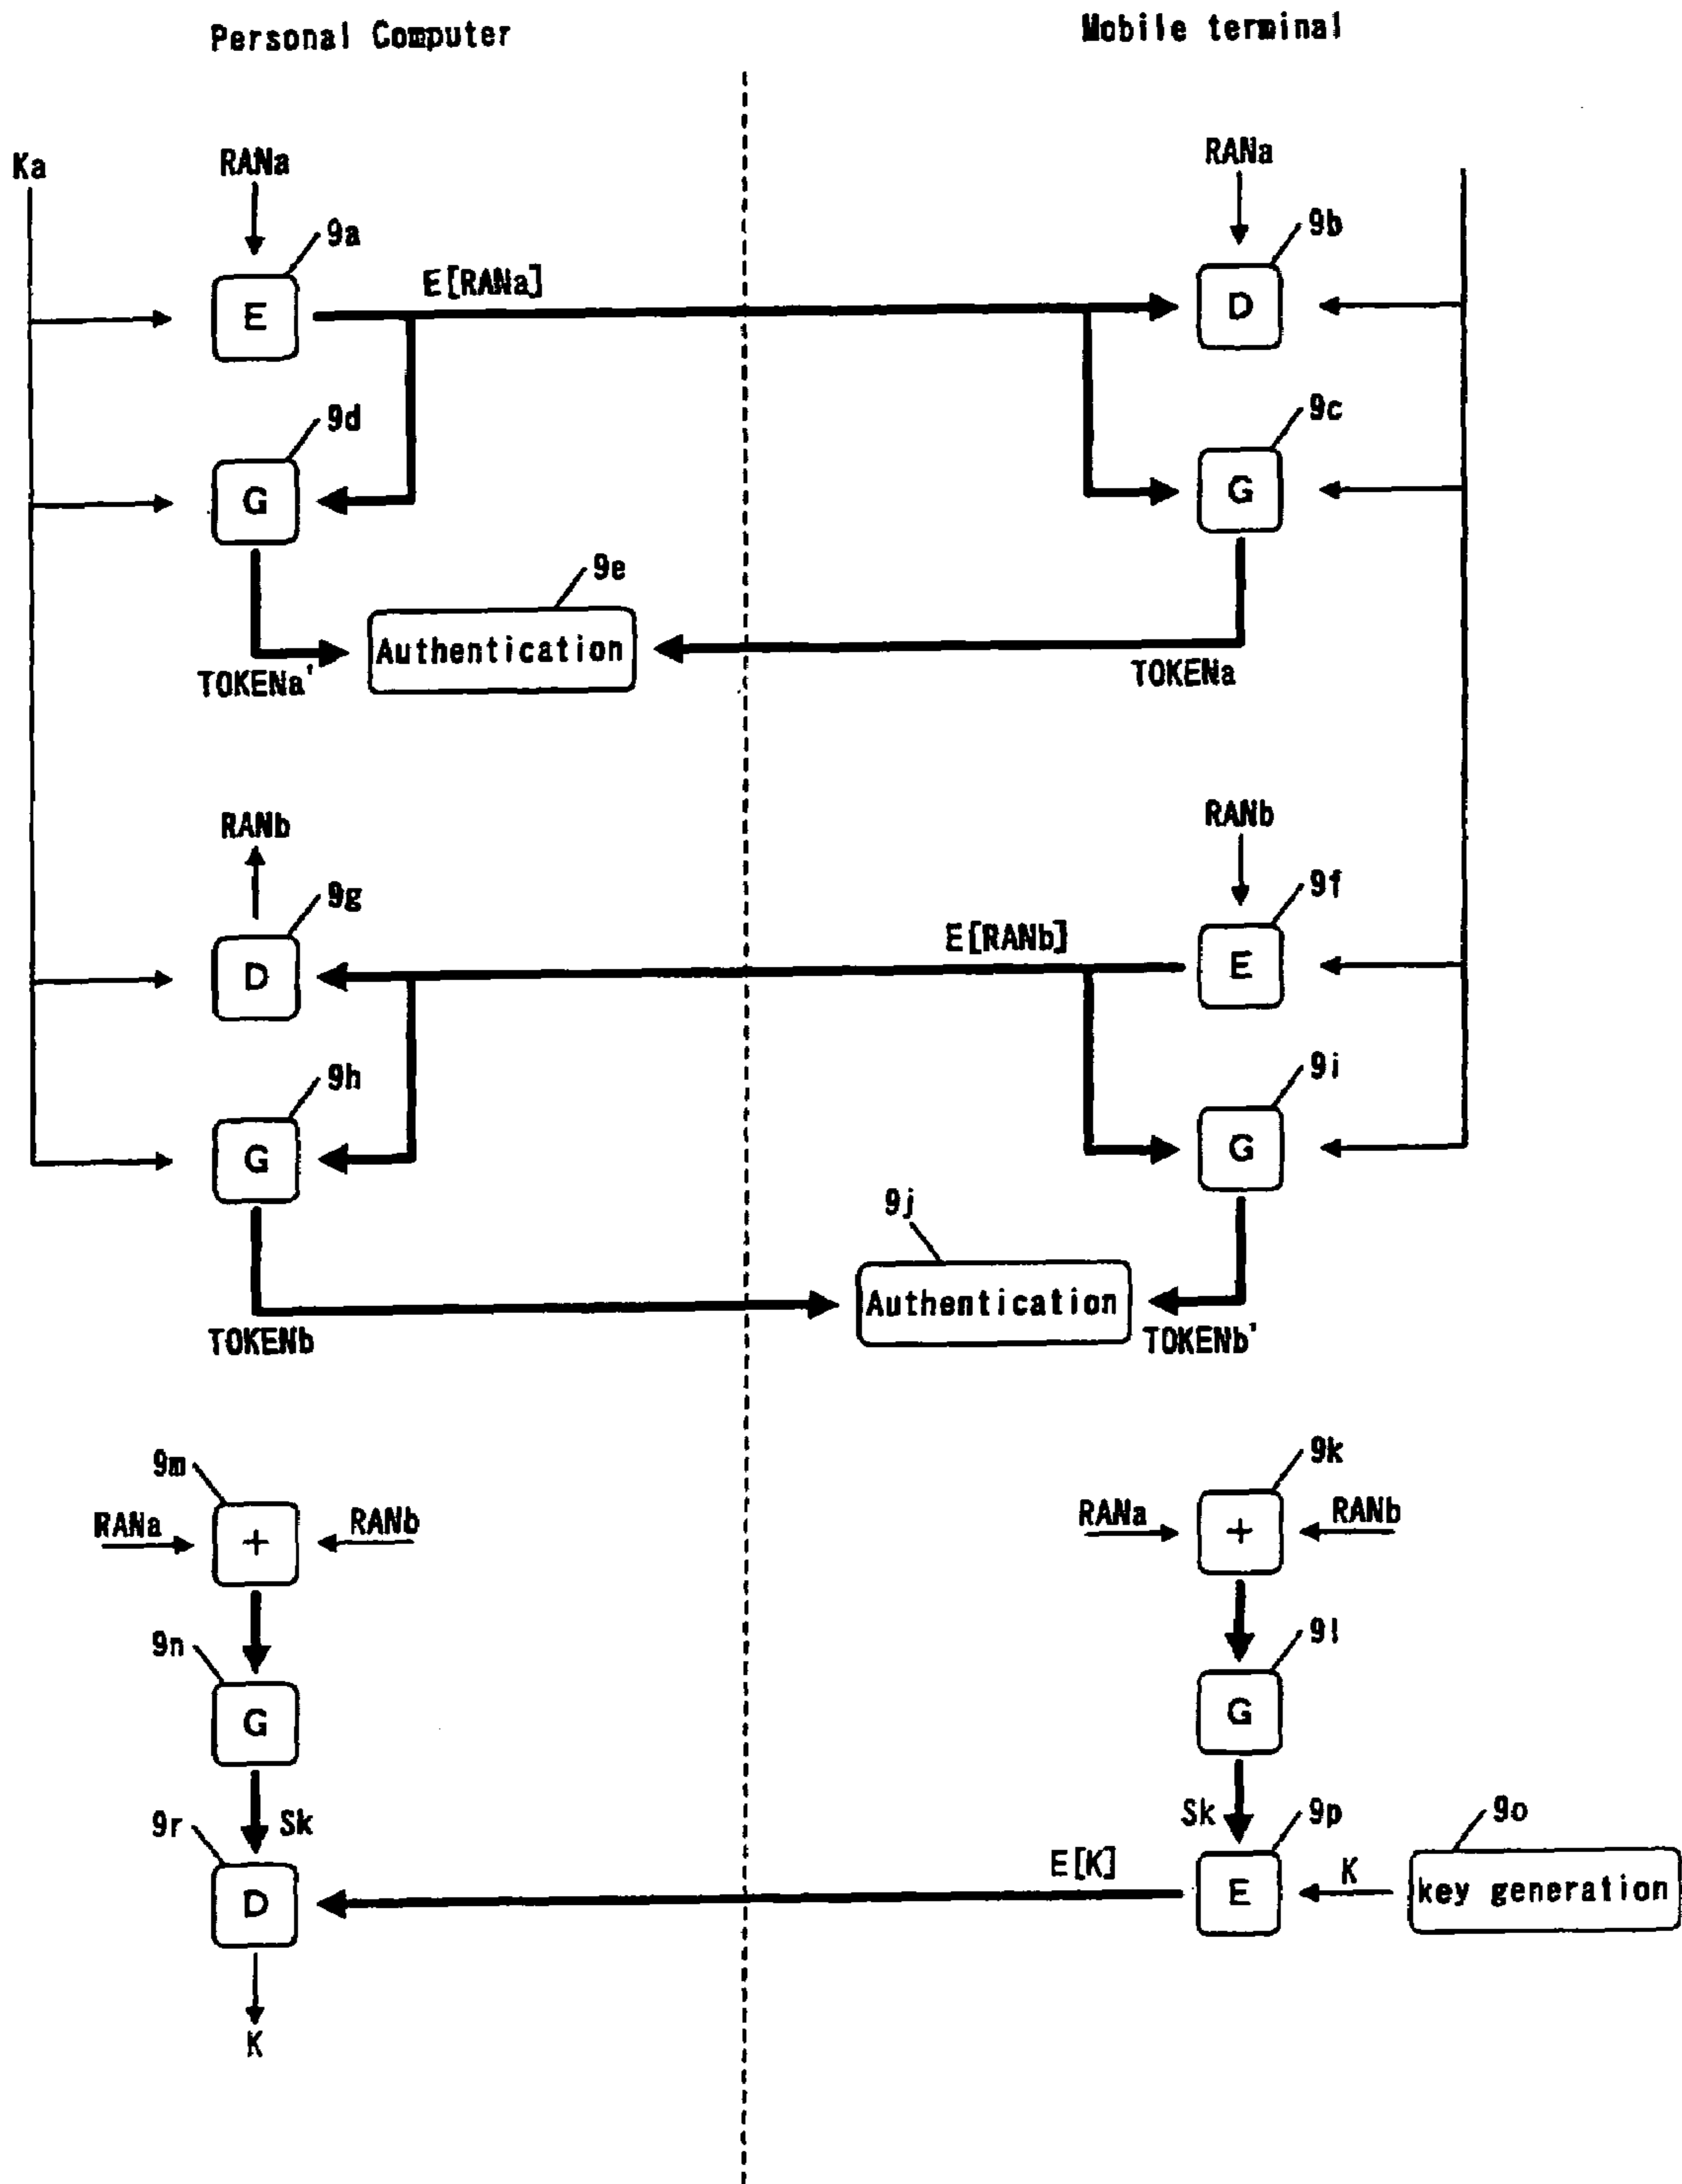 Personal Computer
Mobile terminal
Ka
RANa
RANa
9a
9b
E[RANa]
E
D
9d
9c
G
G
9e
Authentication
TOKENa'
TOKENa
RANb
RANb
9g
9f
E[RANb]
D
E
9h
9i
G
G
9j
Authentication
TOKENb
TOKENb'
9m
9k
RANa
+
RANb
RANa
+
RANb
9n
9l
G
G
9r
Sk
Sk
9p
9o
E[K]
K
key generation
D
E
K